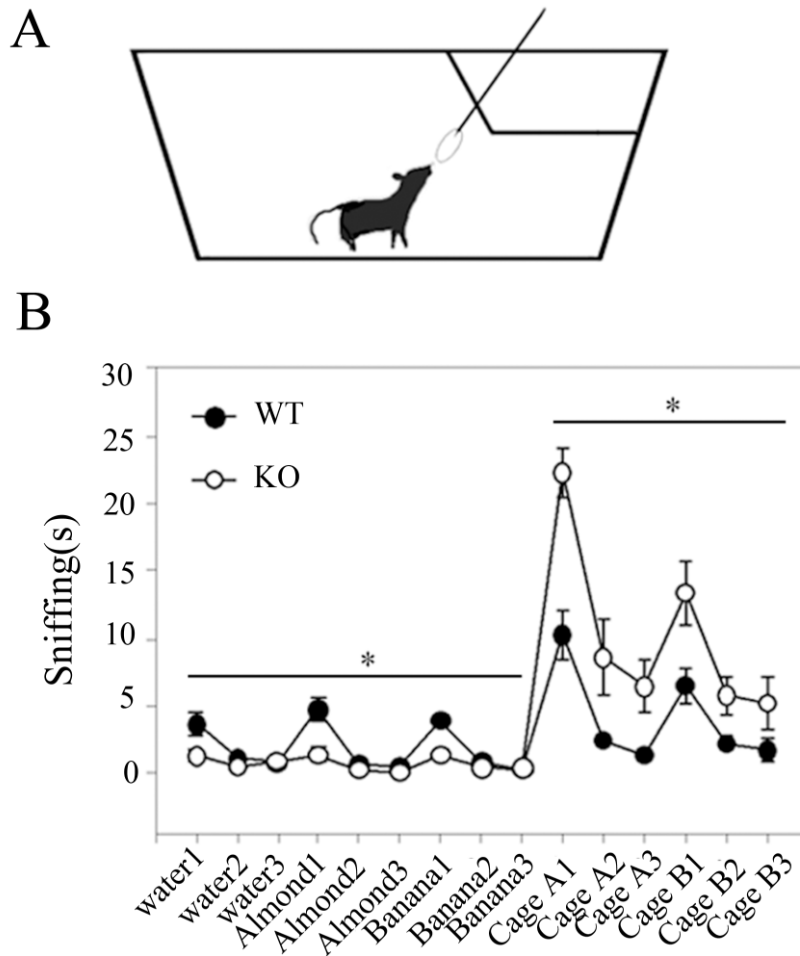 A
B
30
25
20
15
10
5
0
Sniffing(s)
WT
KO
*
*
water1
water2
water3
Almond1
Almond2
Almond3
Banana1
Banana2
Banana3
Cage A1
Cage A2
Cage A3
Cage B1
Cage B2
Cage B3